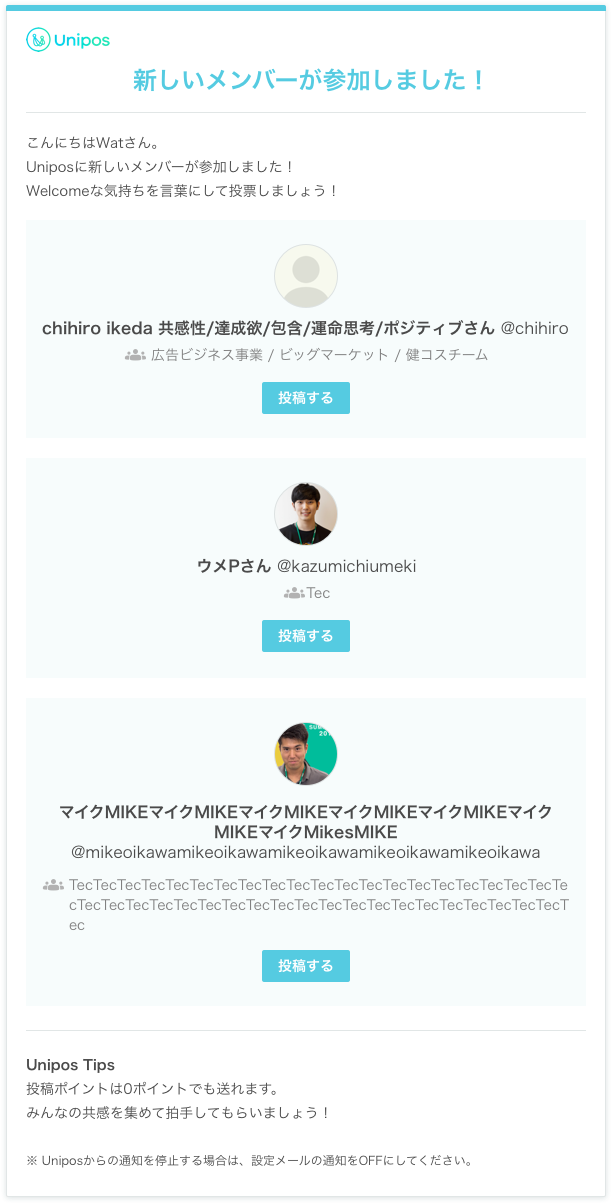 Unipos
新しいメンバーが参加しました！
こんにちはWatさん。
Uniposに新しいメンバーが参加しました！
Welcomeな気持ちを言葉にして投票しましょう！
chihiro ikeda 共感性/達成欲/包含/運命思考/ポジティブさん @chihiro
広告ビジネス事業 / ビッグマーケット / 健コスチーム
投稿する
ウメPさん @kazumichiumeki
Tec
投稿する
SUM
201
マイクMIKEマイクMIKEマイクMIKEマイクMIKEマイクMIKEマイク
MIKEマイクMikesMIKE
@mikeoikawamikeoikawamikeoikawamikeoikawamikeoikawa
TecTecTecTecTecTecTecTecTecTecTecTecTecTecTecTecTecTecTecTecTe
cTecTecTecTecTecTecTecTecTecTecTecTecTecTecTecTecTecTecTecTecT
ec
投稿する
Unipos Tips
投稿ポイントは0ポイントでも送れます。
みんなの共感を集めて拍手してもらいましょう！
※ Uniposからの通知を停止する場合は、設定メールの通知をOFFにしてください。